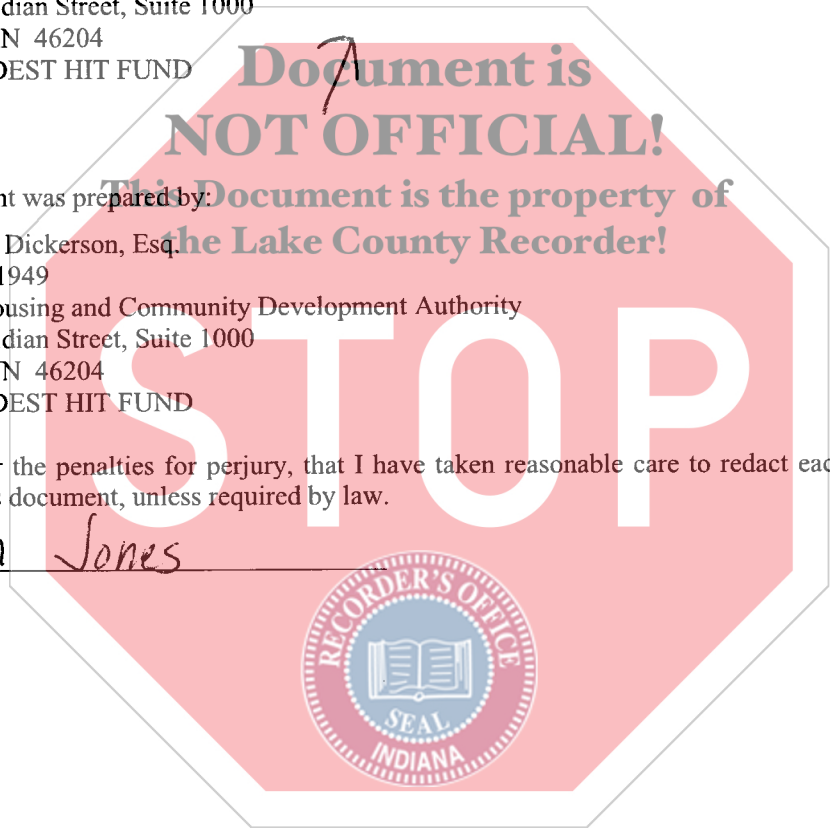 dian Street, Suite 1000
N 46204
DEST HIT FUND
Document is
NOT OFFICIAL!
This Document is the property of
the Lake County Recorder!
nt was prepared by:
Dickerson, Esq.
1949
ousing and Community Development Authority
dian Street, Suite 1000
N 46204
DEST HIT FUND
STOP
the penalties for perjury, that I have taken reasonable care to redact eac
document, unless required by law.
Jones
RECORDER'S OFFICE
SEAL
INDIANA